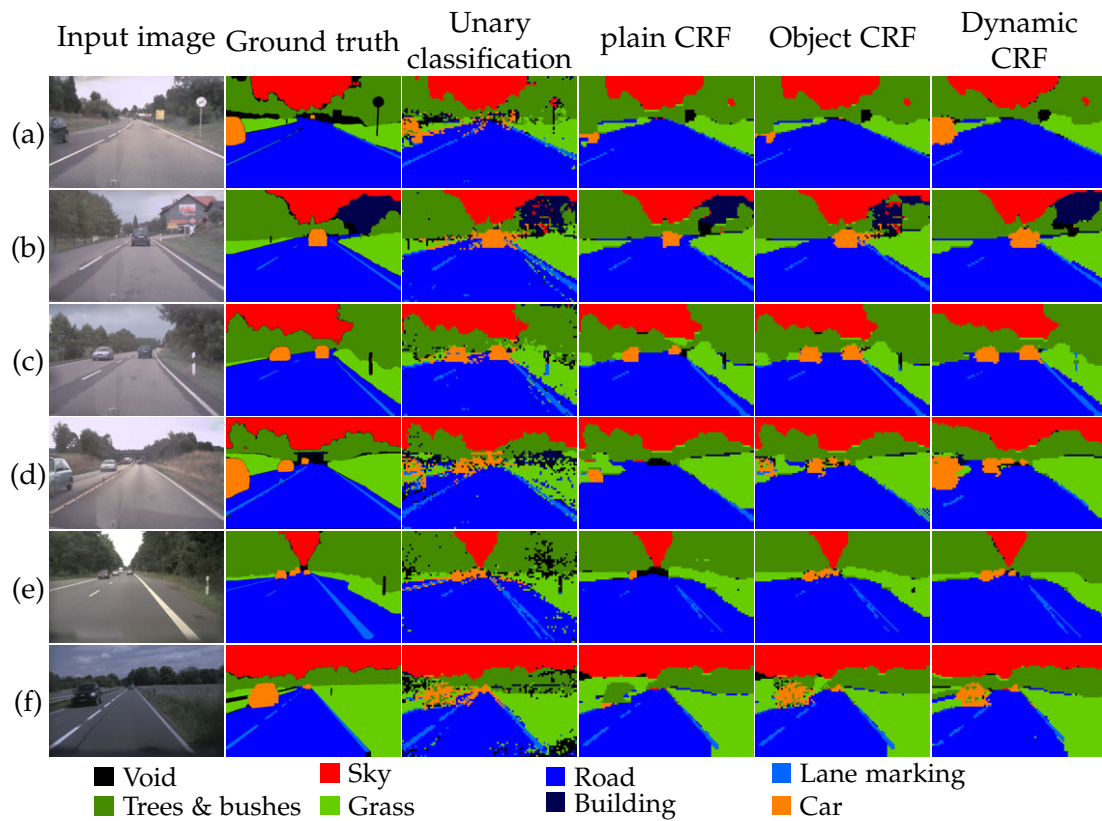 Input image
Ground truth
Unary
classification
plain CRF
Object CRF
Dynamic
CRF
(a)
(b)
(c)
(d)
(e)
(f)
Void
Sky
Road
Lane marking
Trees & bushes
Grass
Building
Car